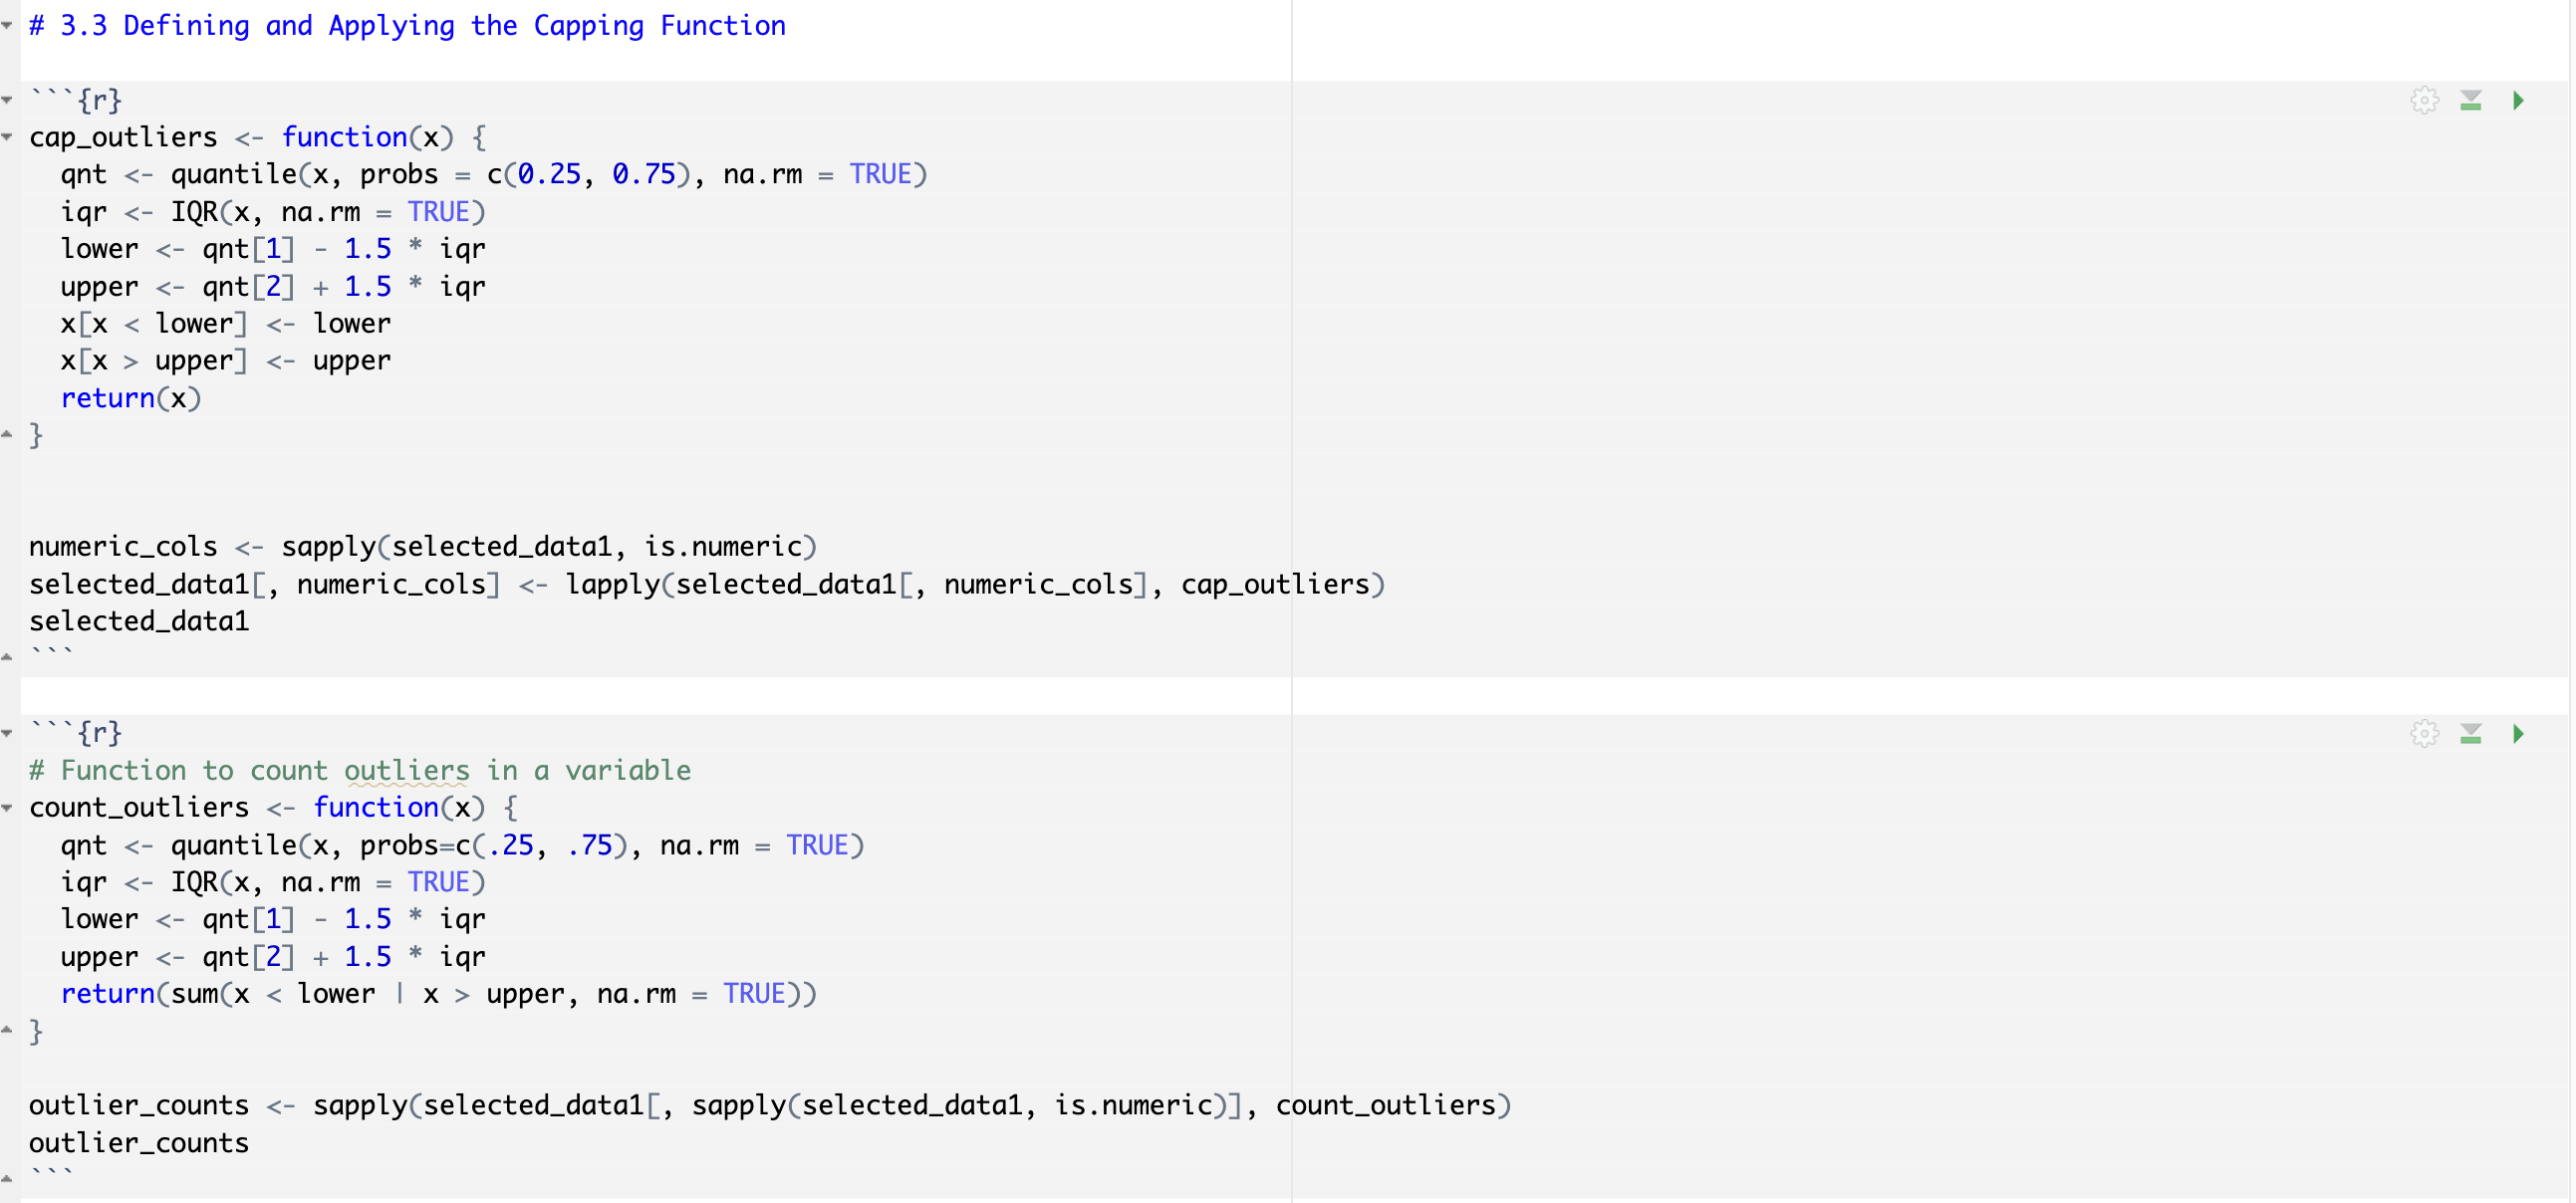 # 3.3 Defining and Applying the Capping Function
```{r}
cap_outliers <- function(x) {
  qnt <- quantile(x, probs = c(0.25, 0.75), na.rm = TRUE)
  iqr <- IQR(x, na.rm = TRUE)
  lower <- qnt[1] - 1.5 * iqr
  upper <- qnt[2] + 1.5 * iqr
  x[x < lower] <- lower
  x[x > upper] <- upper
  return(x)
}
numeric_cols <- sapply(selected_data1, is.numeric)
selected_data1[, numeric_cols] <- lapply(selected_data1[, numeric_cols], cap_outliers)
selected_data1
```
```{r}
# Function to count outliers in a variable
count_outliers <- function(x) {
  qnt <- quantile(x, probs=c(.25, .75), na.rm = TRUE)
  iqr <- IQR(x, na.rm = TRUE)
  lower <- qnt[1] - 1.5 * iqr
  upper <- qnt[2] + 1.5 * iqr
  return(sum(x < lower | x > upper, na.rm = TRUE))
}
outlier_counts <- sapply(selected_data1[, sapply(selected_data1, is.numeric)], count_outliers)
outlier_counts
```